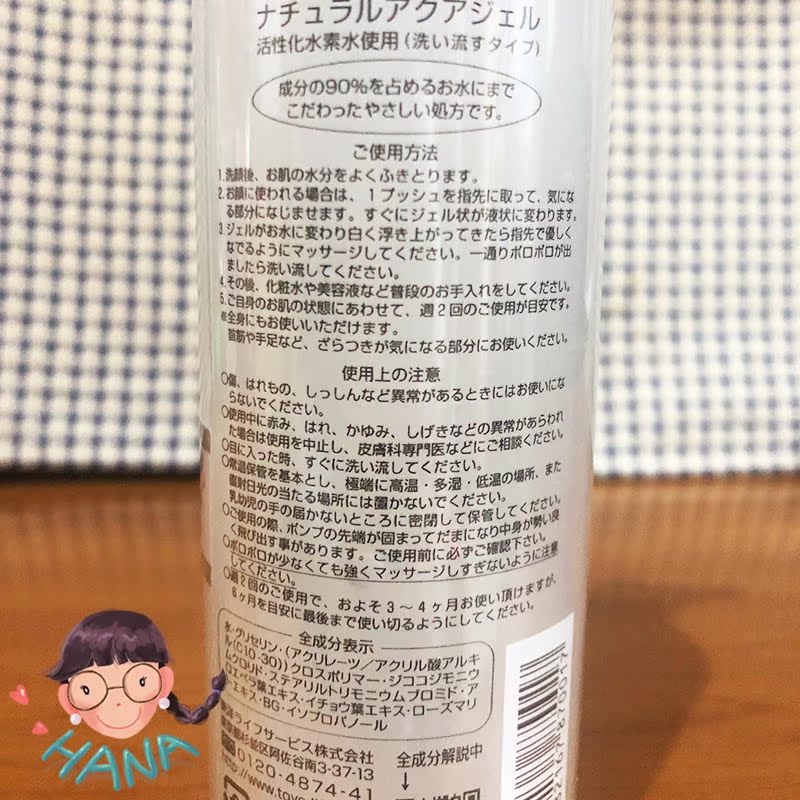 ナチュラルアクアジェル
活性化水素水使用(洗い流すタイプ)
成分の90%を占めるお水にまで
こだわったやさしい処方です。
ご使用方法
1.洗顔後、お肌の水分をよくふきとります。
2.お顔に使われる場合は、1プッシュを指先に取って、気にな
る部分になじませます。すぐにジェル状が液状に変わります。
3.ジェルがお水に変わり白く浮き上がってきたら指先で優しく
なでるようにマッサージしてください。一通りポロポロが出
ましたら洗い流してください。
4.その後、化粧水や美容液など普段のお手入れをしてください。
5.ご自身のお肌の状態にあわせて、週2回のご使用が目安です。
※全身にもお使いいただけます。
首筋や手足など、ざらつきが気になる部分にお使いください。
使用上の注意
○傷、はれもの、しっしんなど異常があるときにはお使いにな
らないでください。
○使用中に赤み、はれ、かゆみ、しげきなどの異常があらわれ
た場合は使用を中止し、皮膚科専門医などにご相談ください。
○目に入った時、すぐに洗い流してください。
○常温保管を基本とし、極端に高温・多湿・低温の場所、また
直射日光の当たる場所には置かないでください。
乳幼児の手の届かないところに密閉して保管してください。
○ご使用の際、ポンプの先端が固まってだまになり中身が勢い良
く飛び出す事があります。ご使用前に必ずご確認下さい。
○ポロポロが少なくても強くマッサージしすぎないように注意
してください。
○週2回のご使用で、およそ3～4ヶ月お使い頂けますが、
6ヶ月を目安に最後まで使い切るようにしてください。
全成分表示
水・グリセリン・(アクリレーツ/アクリル酸アルキ
ル(C10-30))クロスポリマー・ジココジモニウ
ムクロリド・ステアリルトリモニウムブロミド・ア
ロエベラ葉エキス・イチョウ葉エキス・ローズマリ
エキス・BG・イソプロパノール
ライフサービス株式会社
杉並区阿佐谷南3-37-13
0120-4874-41
http://www.toyo
全成分解説中
↓
HANA